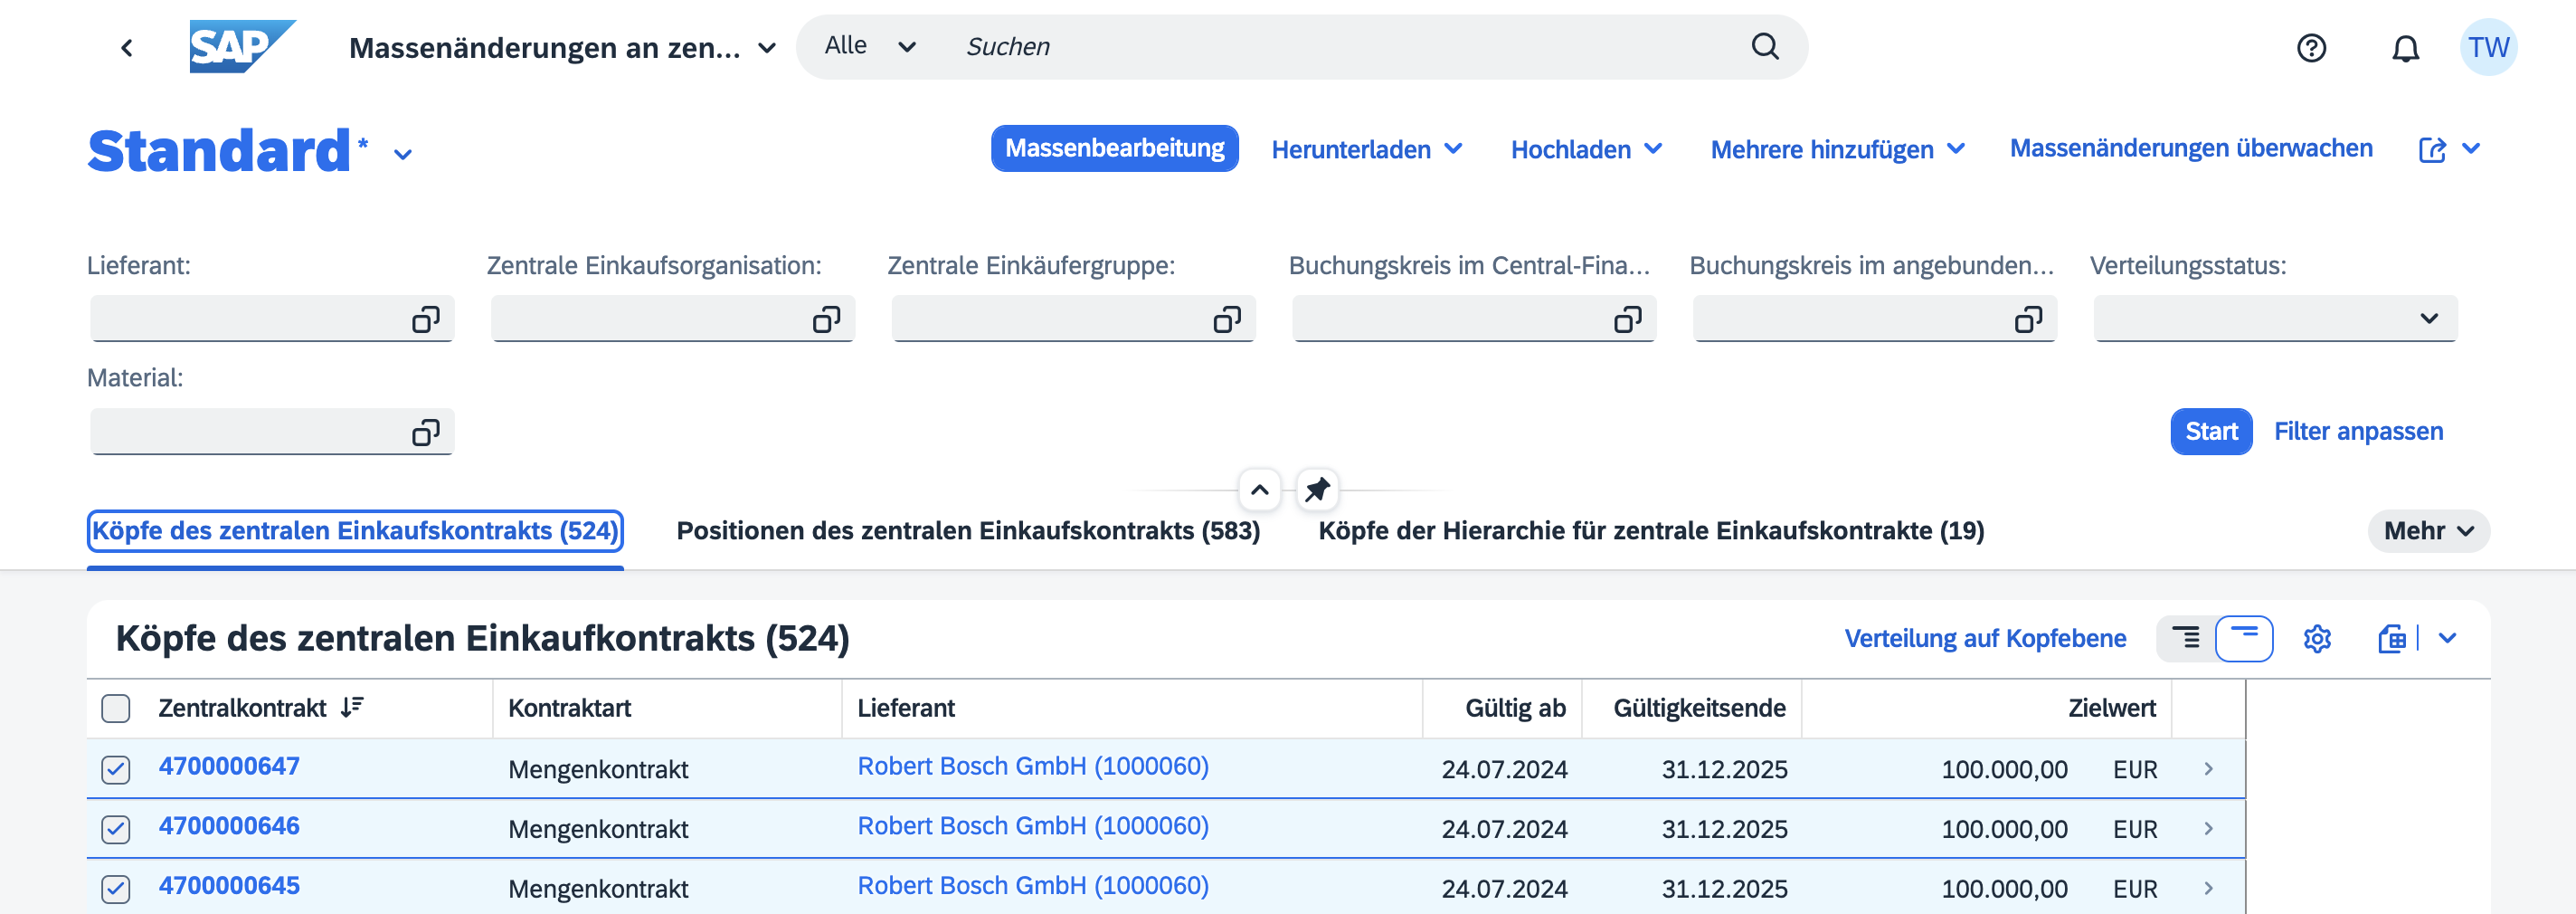 SAP Massenänderungen an zen... Alle Suchen TW
Standard* Massenbearbeitung Herunterladen Hochladen Mehrere hinzufügen Massenänderungen überwachen
Lieferant: Zentrale Einkaufsorganisation: Zentrale Einkäufergruppe: Buchungskreis im Central-Fina... Buchungskreis im angebunden... Verteilungsstatus:
Material:
Start Filter anpassen
Köpfe des zentralen Einkaufskontrakts (524) Positionen des zentralen Einkaufskontrakts (583) Köpfe der Hierarchie für zentrale Einkaufskontrakte (19) Mehr
Köpfe des zentralen Einkaufkontrakts (524) Verteilung auf Kopfebene
Zentralkontrakt Kontraktart Lieferant Gültig ab Gültigkeitsende Zielwert
4700000647 Mengenkontrakt Robert Bosch GmbH (1000060) 24.07.2024 31.12.2025 100.000,00 EUR
4700000646 Mengenkontrakt Robert Bosch GmbH (1000060) 24.07.2024 31.12.2025 100.000,00 EUR
4700000645 Mengenkontrakt Robert Bosch GmbH (1000060) 24.07.2024 31.12.2025 100.000,00 EUR